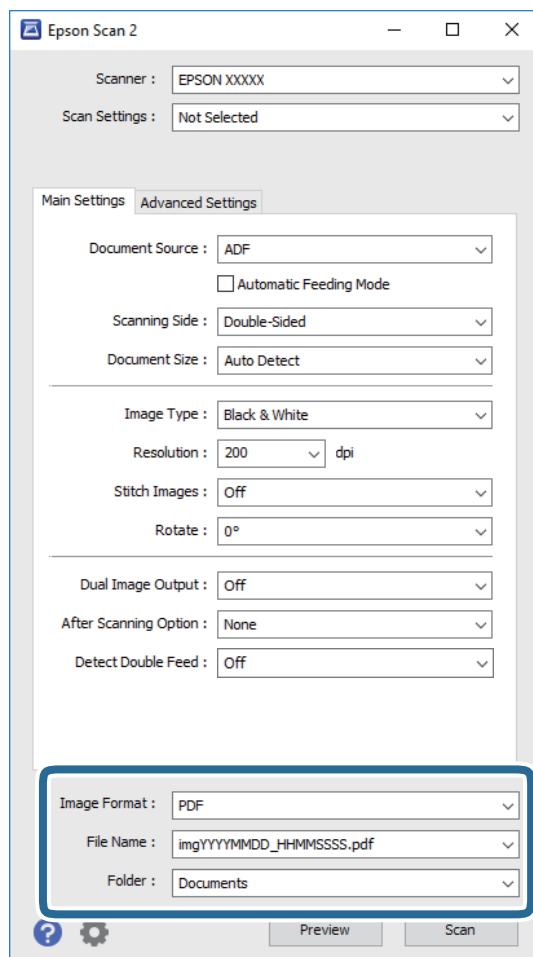 Epson Scan 2
Scanner : EPSON XXXXX
Scan Settings : Not Selected
Main Settings Advanced Settings
Document Source : ADF
Automatic Feeding Mode
Scanning Side : Double-Sided
Document Size : Auto Detect
Image Type : Black & White
Resolution : 200 dpi
Stitch Images : Off
Rotate : 0°
Dual Image Output : Off
After Scanning Option : None
Detect Double Feed : Off
Image Format : PDF
File Name : imgYYYYMMDD_HHMMSSSS.pdf
Folder : Documents
? Preview Scan